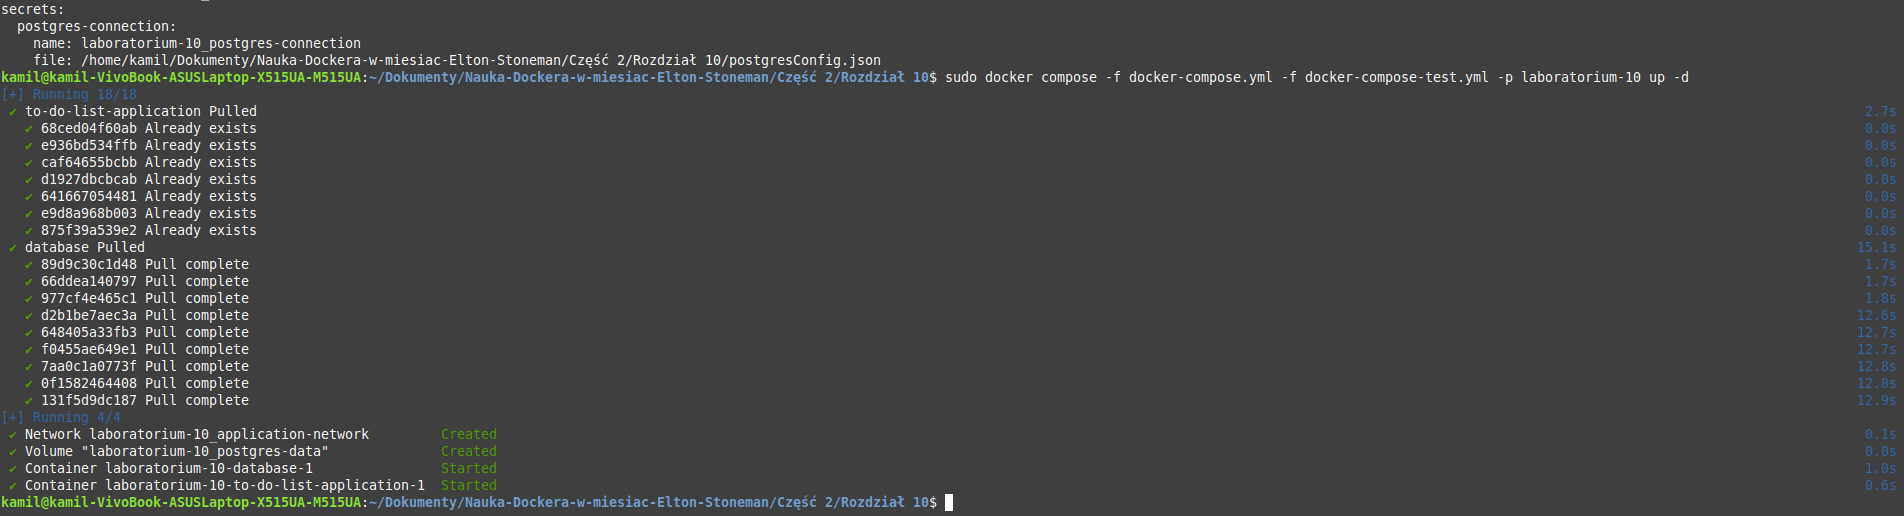 secrets:
  postgres-connection:
    name: laboratorium-10_postgres-connection
    file: /home/kamil/Dokumenty/Nauka-Dockera-w-miesiac-Elton-Stoneman/Część 2/Rozdział 10/postgresConfig.json
kamil@kamil-VivoBook-ASUSLaptop-X515UA-M515UA:~/Dokumenty/Nauka-Dockera-w-miesiac-Elton-Stoneman/Część 2/Rozdział 10$ sudo docker compose -f docker-compose.yml -f docker-compose-test.yml -p laboratorium-10 up -d
[+] Running 18/18
 ✔ to-do-list-application Pulled 2.7s
   ✔ 68ced04f60ab Already exists 0.0s
   ✔ e936bd534ffb Already exists 0.0s
   ✔ caf64655bcbb Already exists 0.0s
   ✔ d1927dbcbcab Already exists 0.0s
   ✔ 641667054481 Already exists 0.0s
   ✔ e9d8a968b003 Already exists 0.0s
   ✔ 875f39a539e2 Already exists 0.0s
 ✔ database Pulled 15.1s
   ✔ 89d9c30c1d48 Pull complete 1.7s
   ✔ 66ddea140797 Pull complete 1.7s
   ✔ 977cf4e465c1 Pull complete 1.8s
   ✔ d2b1be7aec3a Pull complete 12.6s
   ✔ 648405a33fb3 Pull complete 12.7s
   ✔ f0455ae649e1 Pull complete 12.7s
   ✔ 7aa0c1a0773f Pull complete 12.8s
   ✔ 0f1582464408 Pull complete 12.8s
   ✔ 131f5d9dc187 Pull complete 12.9s
[+] Running 4/4
 ✔ Network laboratorium-10_application-network Created 0.1s
 ✔ Volume "laboratorium-10_postgres-data" Created 0.0s
 ✔ Container laboratorium-10-database-1 Started 1.0s
 ✔ Container laboratorium-10-to-do-list-application-1 Started 0.6s
kamil@kamil-VivoBook-ASUSLaptop-X515UA-M515UA:~/Dokumenty/Nauka-Dockera-w-miesiac-Elton-Stoneman/Część 2/Rozdział 10$